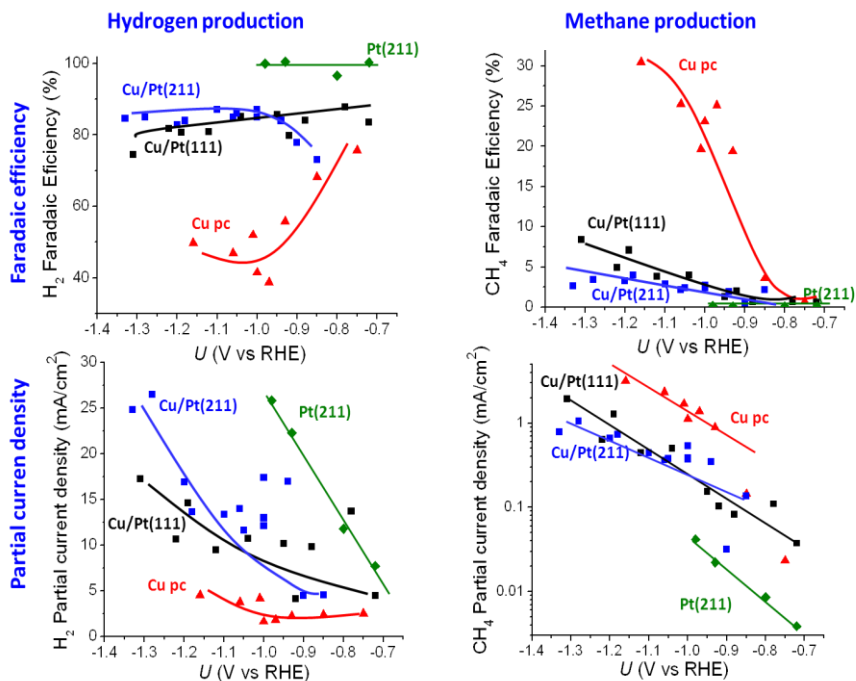 Hydrogen production
Methane production
Faradaic efficiency
H2 Faradaic Eficiency (%)
100
80
60
40
Pt(211)
Cu/Pt(211)
Cu/Pt(111)
Cu pc
-1.4 -1.3 -1.2 -1.1 -1.0 -0.9 -0.8 -0.7
U (V vs RHE)
CH4 Faradaic Eficiency (%)
30
25
20
15
10
5
0
Cu pc
Cu/Pt(111)
Cu/Pt(211)
Pt(211)
-1.4 -1.3 -1.2 -1.1 -1.0 -0.9 -0.8 -0.7
U (V vs RHE)
Partial curren density
H2 Partial current density (mA/cm2)
30
25
20
15
10
5
0
Cu/Pt(211)
Pt(211)
Cu/Pt(111)
Cu pc
-1.4 -1.3 -1.2 -1.1 -1.0 -0.9 -0.8 -0.7
U (V vs RHE)
CH4 Partial current density (mA/cm2)
1
0.1
0.01
Cu/Pt(111)
Cu pc
Cu/Pt(211)
Pt(211)
-1.4 -1.3 -1.2 -1.1 -1.0 -0.9 -0.8 -0.7
U (V vs RHE)